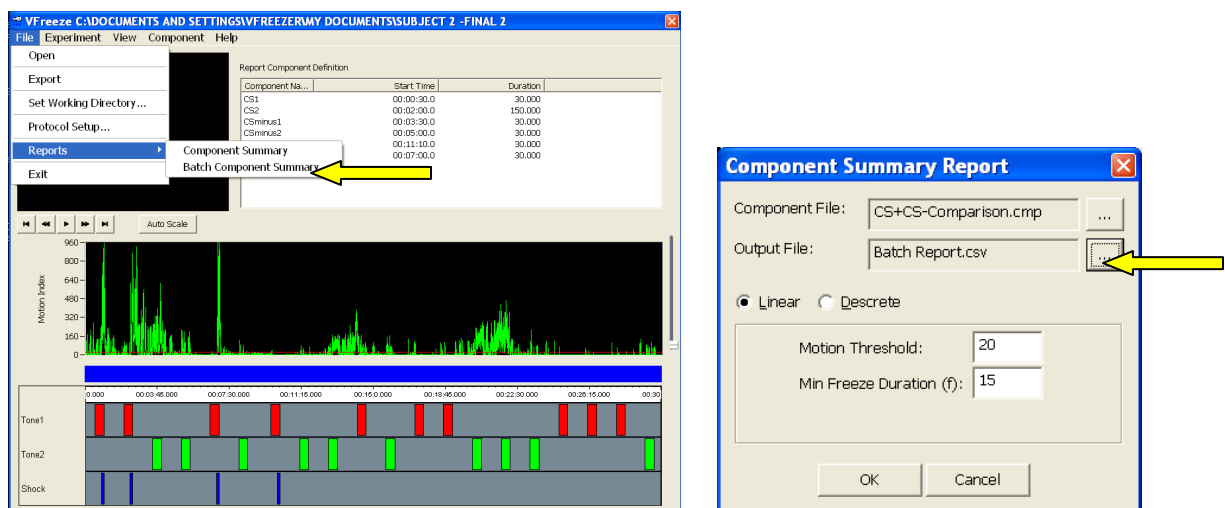 VFreeze C:\DOCUMENTS AND SETTINGS\VFREEZER\MY DOCUMENTS\SUBJECT 2 -FINAL 2
File Experiment View Component Help
Open
Export
Set Working Directory...
Protocol Setup...
Reports
Exit
Component Summary
Batch Component Summary
Report Component Definition
Component Na... Start Time Duration
CS1 00:00:30.0 30.000
CS2 00:02:00.0 150.000
CSminus1 00:03:30.0 30.000
CSminus2 00:05:00.0 30.000
00:11:10.0 30.000
00:07:00.0 30.000
Auto Scale
Motion Index
960
800
640
480
320
160
0
0.000 00:03:45.000 00:07:30.000 00:11:15.000 00:15:0.000 00:18:45.000 00:22:30.000 00:26:15.000 00:30
Tone1
Tone2
Shock
Component Summary Report
Component File: CS+CS-Comparison.cmp ...
Output File: Batch Report.csv ...
Linear Descrete
Motion Threshold: 20
Min Freeze Duration (f): 15
OK Cancel